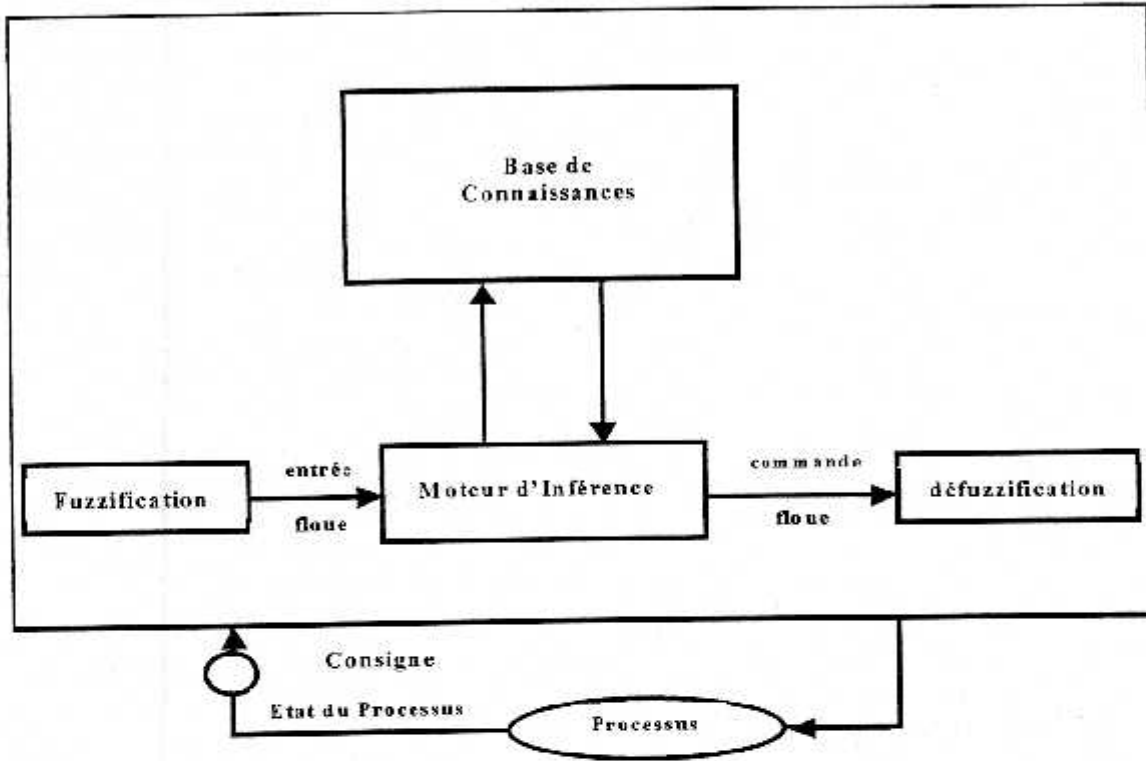 Base de
Connaissances
entrée
commande
Fuzzification
Moteur d'Inférence
défuzzification
floue
floue
Consigne
Etat du Processus
Processus